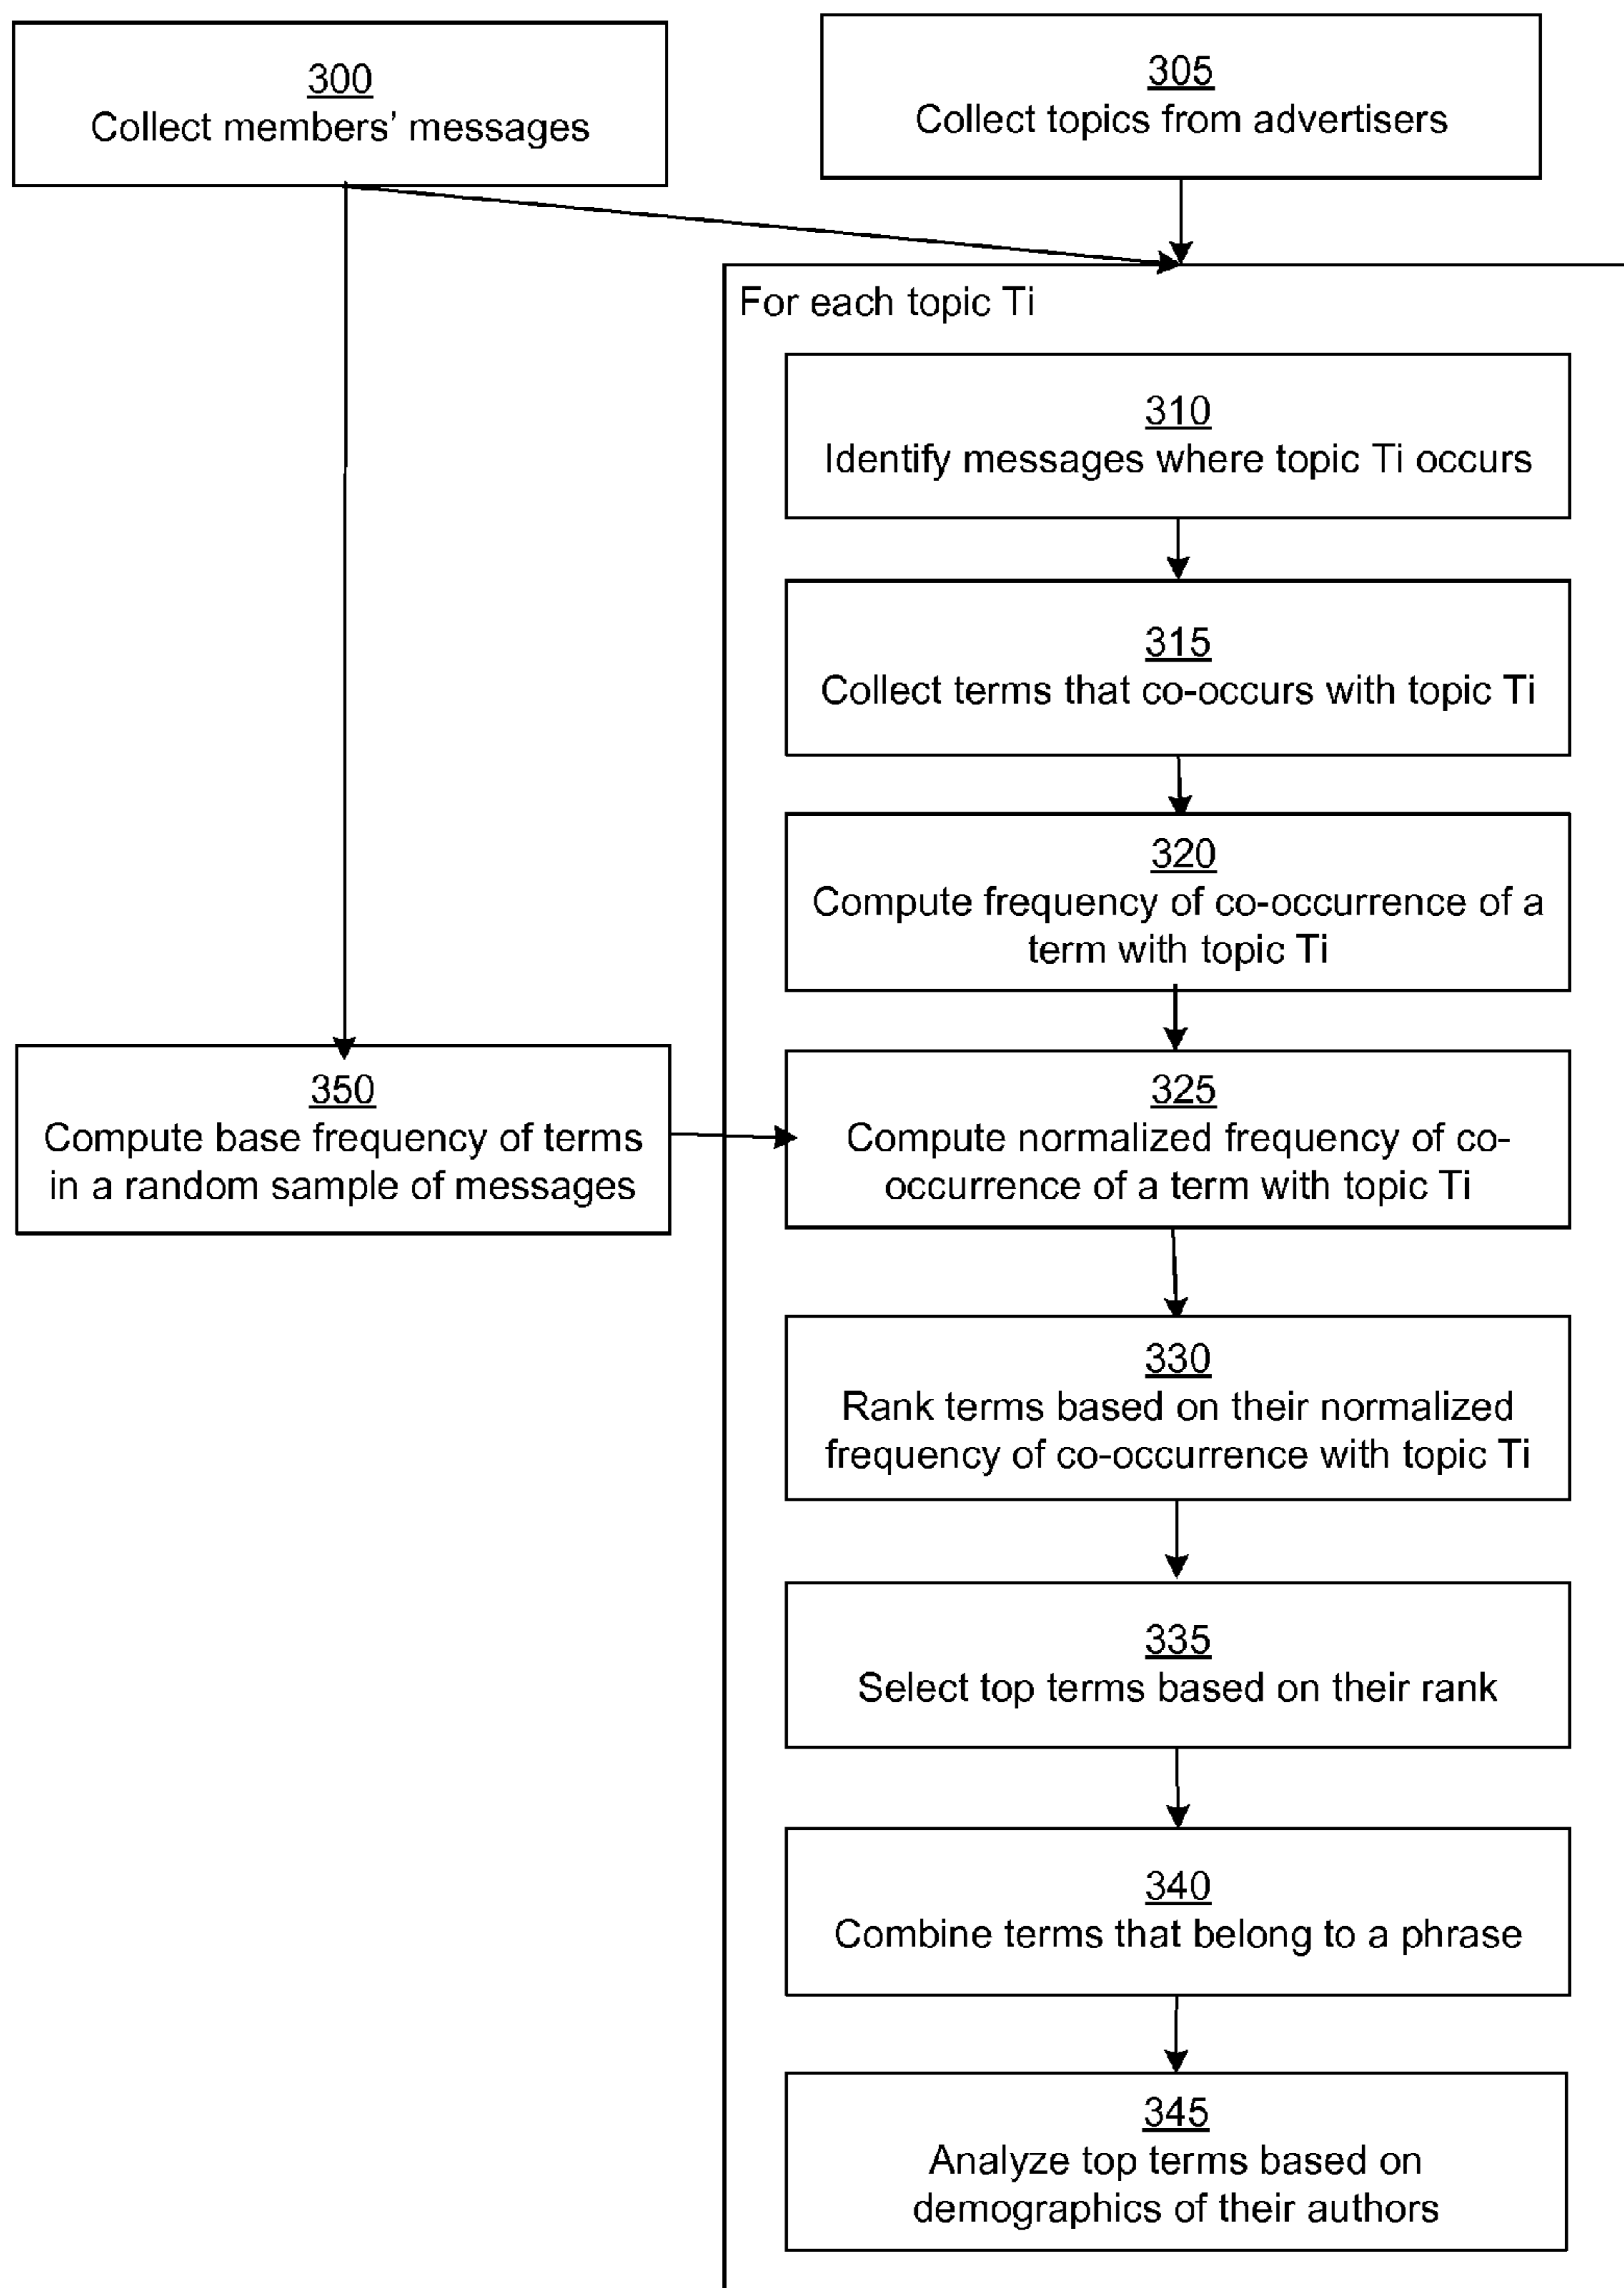 300
Collect members’ messages
305
Collect topics from advertisers
For each topic Ti
310
Identify messages where topic Ti occurs
315
Collect terms that co-occurs with topic Ti
320
Compute frequency of co-occurrence of a
term with topic Ti
350
Compute base frequency of terms
in a random sample of messages
325
Compute normalized frequency of co-
occurrence of a term with topic Ti
330
Rank terms based on their normalized
frequency of co-occurrence with topic Ti
335
Select top terms based on their rank
340
Combine terms that belong to a phrase
345
Analyze top terms based on
demographics of their authors